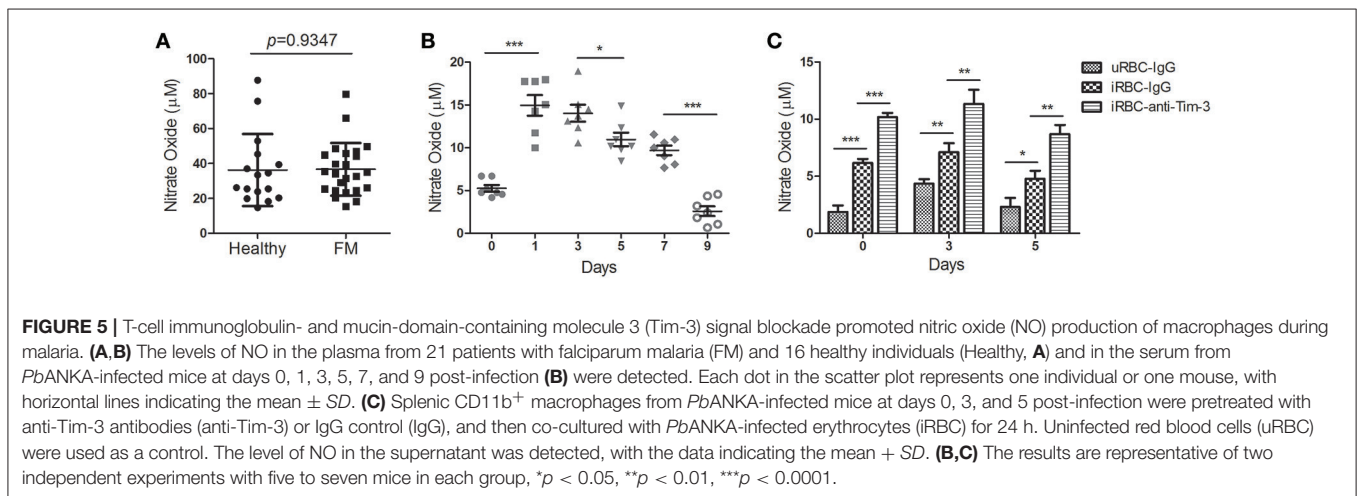 A
p=0.9347
Nitrate Oxide (μM)
100
80
60
40
20
0
Healthy
FM
B
***
*
***
Nitrate Oxide (μM)
20
15
10
5
0
0
1
3
5
7
9
Days
C
Nitrate Oxide (μM)
15
10
5
0
***
***
**
**
*
**
0
3
5
Days
uRBC-IgG
iRBC-IgG
iRBC-anti-Tim-3
FIGURE 5 | T-cell immunoglobulin- and mucin-domain-containing molecule 3 (Tim-3) signal blockade promoted nitric oxide (NO) production of macrophages during
malaria. (A,B) The levels of NO in the plasma from 21 patients with falciparum malaria (FM) and 16 healthy individuals (Healthy, A) and in the serum from
PbANKA-infected mice at days 0, 1, 3, 5, 7, and 9 post-infection (B) were detected. Each dot in the scatter plot represents one individual or one mouse, with
horizontal lines indicating the mean ± SD. (C) Splenic CD11b+ macrophages from PbANKA-infected mice at days 0, 3, and 5 post-infection were pretreated with
anti-Tim-3 antibodies (anti-Tim-3) or IgG control (IgG), and then co-cultured with PbANKA-infected erythrocytes (iRBC) for 24 h. Uninfected red blood cells (uRBC)
were used as a control. The level of NO in the supernatant was detected, with the data indicating the mean + SD. (B,C) The results are representative of two
independent experiments with five to seven mice in each group, *p < 0.05, **p < 0.01, ***p < 0.0001.